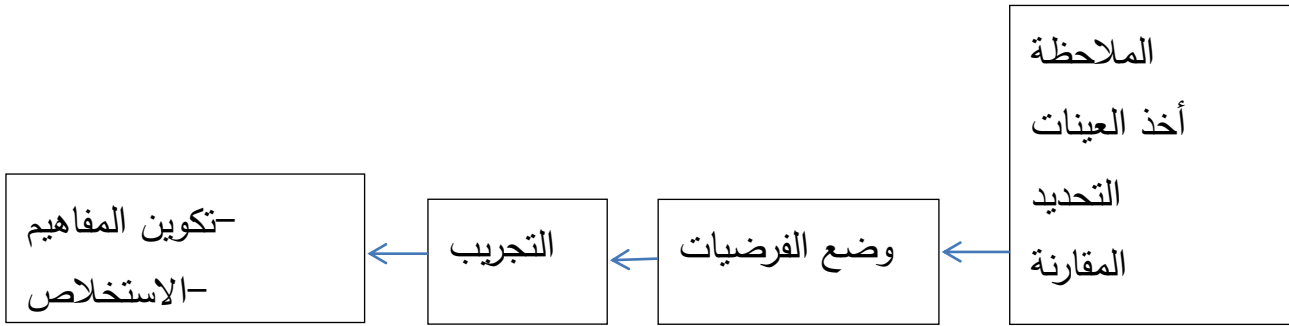 الملاحظة
أخذ العينات
التحديد
المقارنة
وضع الفرضيات
التجريب
-تكوين المفاهيم
-الاستخلاص